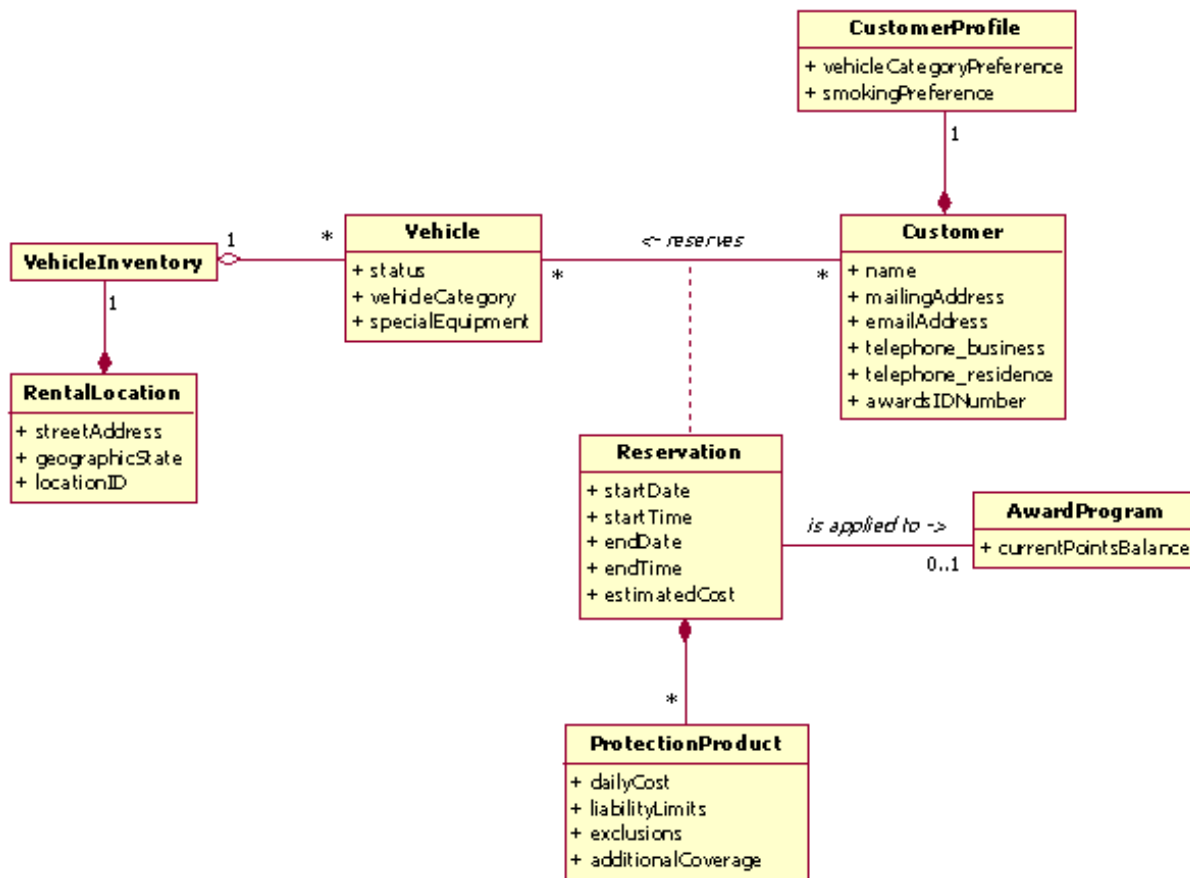 CustomerProfile
+ vehicleCategoryPreference
+ smokingPreference
1
VehicleInventory
1
*
1
Vehicle
+ status
+ vehicleCategory
+ specialEquipment
<- reserves
*
*
Customer
+ name
+ mailingAddress
+ emailAddress
+ telephone_business
+ telephone_residence
+ awardsIDNumber
RentalLocation
+ streetAddress
+ geographicState
+ locationID
Reservation
+ startDate
+ startTime
+ endDate
+ endTime
+ estimatedCost
is applied to ->
0..1
AwardProgram
+ currentPointsBalance
*
ProtectionProduct
+ dailyCost
+ liabilityLimits
+ exclusions
+ additionalCoverage